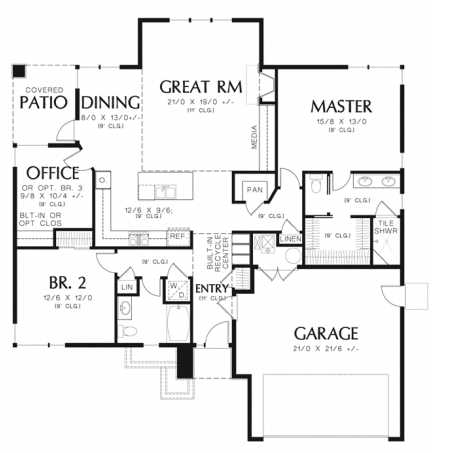 COVERED
PATIO
DINING
8/0 X 13/0+/-
(9' CLG.)
GREAT RM
21/0 X 19/0 +/-
(11' CLG.)
MEDIA
MASTER
15/8 X 13/0
(9' CLG.)
OFFICE
OR OPT. BR. 3
9/8 X 10/4 +/-
(9' CLG)
BLT-IN OR
OPT CLOS
12/6 X 9/6
(9' CLG.)
REF.
PAN
(9' CLG.)
LINEN
(9' CLG.)
(9' CLG.)
TILE
SHWR
BUILT-IN
RECYCLE
CENTER
BR. 2
12/6 X 12/0
(9' CLG.)
(9' CLG.)
LIN
W
D
ENTRY
(11' CLG)
GARAGE
21/0 X 21/6 +/-